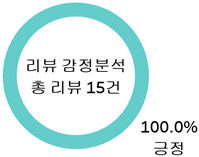 리뷰 감정분석
총 리뷰 15건
100.0%
긍정